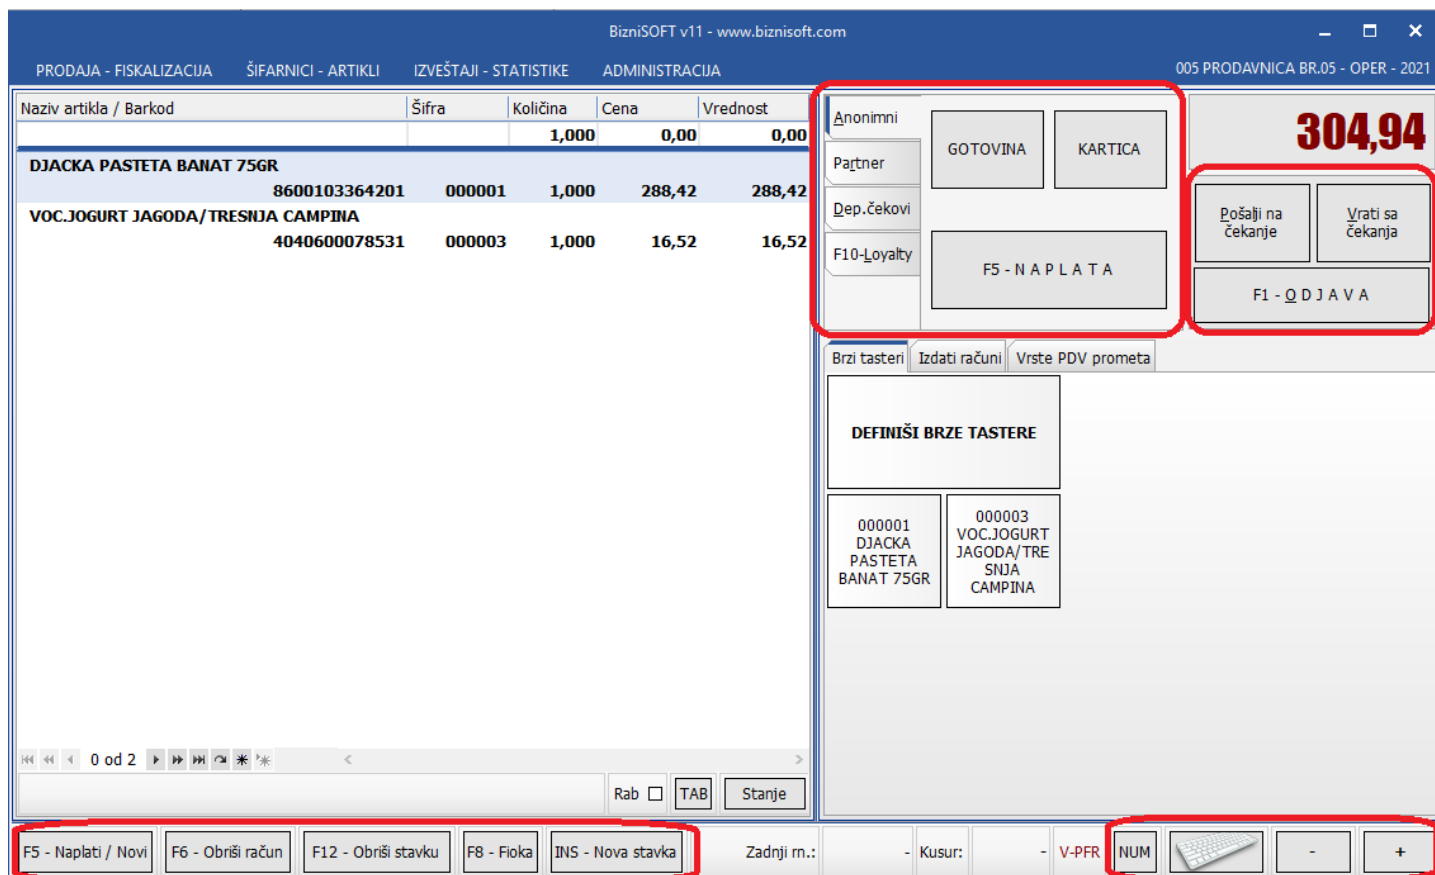 BizniSOFT v11 - www.biznisoft.com
PRODAJA - FISKALIZACIJA ŠIFARNICI - ARTIKLI IZVEŠTAJI - STATISTIKE ADMINISTRACIJA 005 PRODAVNICA BR.05 - OPER - 2021
Naziv artikla / Barkod Šifra Količina Cena Vrednost
1,000 0,00 0,00
DJACKA PASTETA BANAT 75GR
8600103364201 000001 1,000 288,42 288,42
VOC.JOGURT JAGODA/TRESNJA CAMPINA
4040600078531 000003 1,000 16,52 16,52
0 od 2
Rab TAB Stanje
Anonimni
Partner
Dep.čekovi
F10-Loyalty
GOTOVINA KARTICA
F5 - N A P L A T A
304,94
Pošalji na
čekanje
Vrati sa
čekanja
F1 - O D J A V A
Brzi tasteri Izdati računi Vrste PDV prometa
DEFINIŠI BRZE TASTERE
000001
DJACKA
PASTETA
BANAT 75GR
000003
VOC.JOGURT
JAGODA/TRE
SNJA
CAMPINA
F5 - Naplati / Novi F6 - Obriši račun F12 - Obriši stavku F8 - Fioka INS - Nova stavka Zadnji rn.: - Kusur: - V-PFR NUM - +